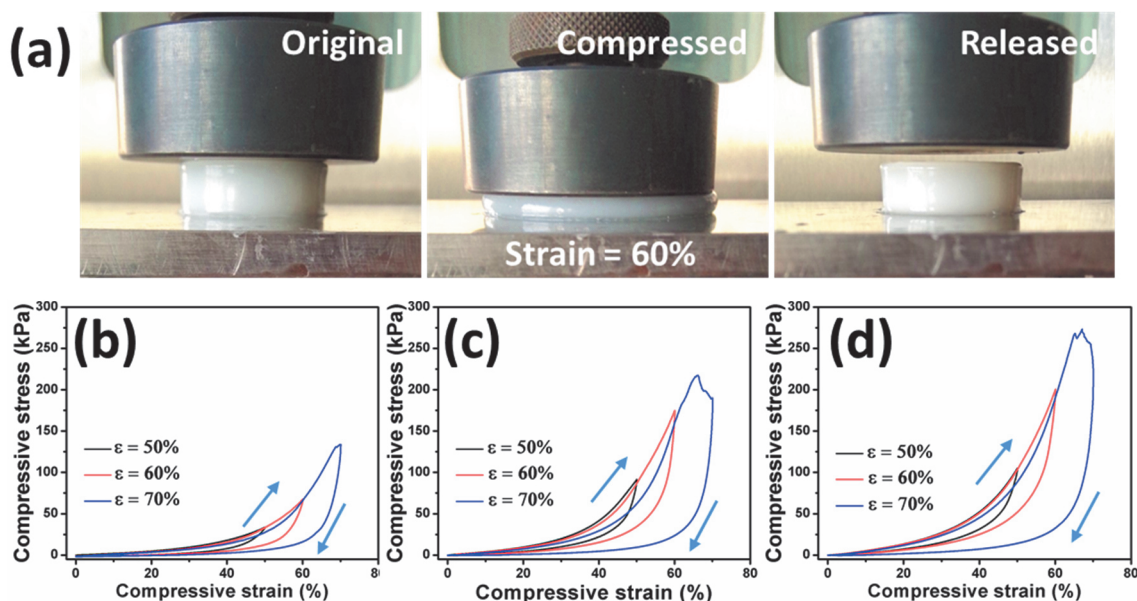 (a)
Original
Compressed
Released
Strain = 60%
(b)
Compressive stress (kPa)
300
250
200
150
100
50
0
ε = 50%
ε = 60%
ε = 70%
0
20
40
60
80
Compressive strain (%)
(c)
Compressive stress (kPa)
300
250
200
150
100
50
0
ε = 50%
ε = 60%
ε = 70%
0
20
40
60
80
Compressive strain (%)
(d)
Compressive stress (kPa)
300
250
200
150
100
50
0
ε = 50%
ε = 60%
ε = 70%
0
20
40
60
80
Compressive strain (%)